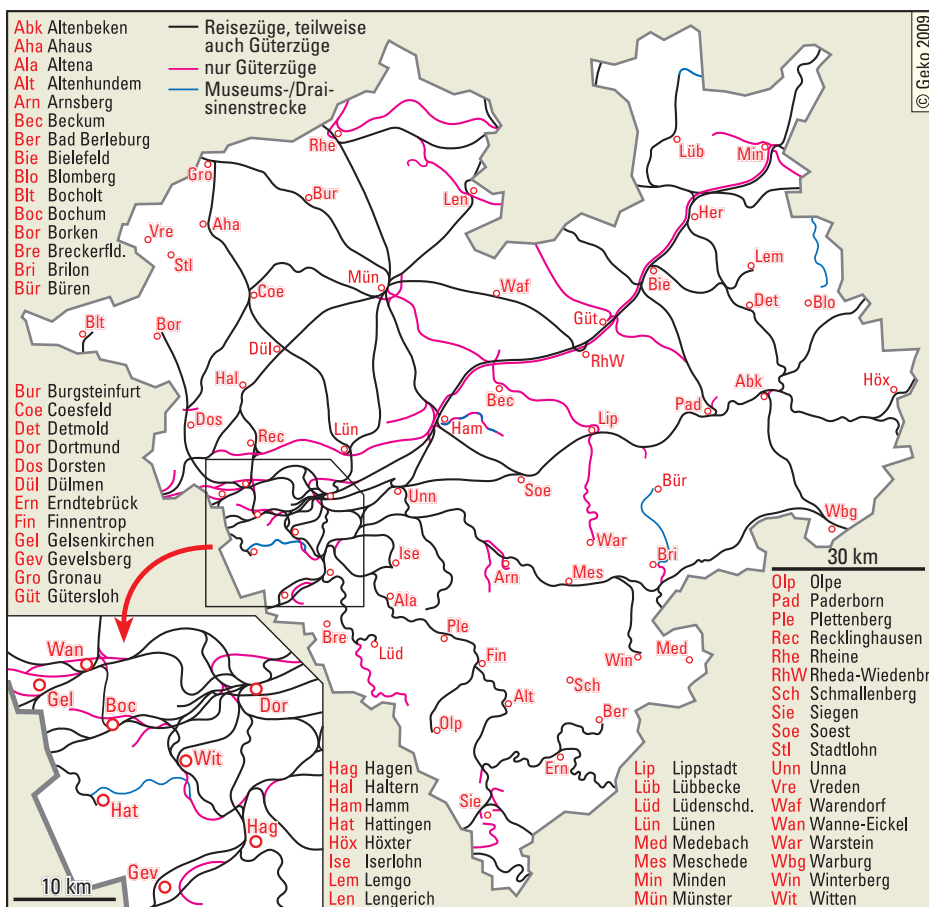 Abk Altenbeken
Aha Ahaus
Ala Altena
Alt Altenhundem
Arn Arnsberg
Bec Beckum
Ber Bad Berleburg
Bie Bielefeld
Blo Blomberg
Blt Bocholt
Boc Bochum
Bor Borken
Bre Breckerfld.
Bri Brilon
Bür Büren
Reisezüge, teilweise
auch Güterzüge
nur Güterzüge
Museums-/Drai-
sinenstrecke
© Geko 2009
Rhe
Lüb
Min
Gro
Bur
Len
Her
Vre
Aha
Stl
Lem
Mün
Waf
Bie
Coe
Det
Blo
Blt
Bor
Güt
Dül
RhW
Hal
Bec
Abk
Höx
Pad
Dos
Rec
Lün
Ham
Lip
Unn
Soe
Bür
Wbg
War
Ise
Arn
Mes
Bri
30 km
Ala
Bre
Lüd
Ple
Fin
Win
Med
Sch
Alt
Olp
Ber
Ern
Sie
Bur Burgsteinfurt
Coe Coesfeld
Det Detmold
Dor Dortmund
Dos Dorsten
Dül Dülmen
Ern Erndtebrück
Fin Finnentrop
Gel Gelsenkirchen
Gev Gevelsberg
Gro Gronau
Güt Gütersloh
Wan
Gel
Boc
Dor
Wit
Hat
Hag
Gev
10 km
Hag Hagen
Hal Haltern
Ham Hamm
Hat Hattingen
Höx Höxter
Ise Iserlohn
Lem Lemgo
Len Lengerich
Lip Lippstadt
Lüb Lübbecke
Lüd Lüdenschd.
Lün Lünen
Med Medebach
Mes Meschede
Min Minden
Mün Münster
Olp Olpe
Pad Paderborn
Ple Plettenberg
Rec Recklinghausen
Rhe Rheine
RhW Rheda-Wiedenbr
Sch Schmallenberg
Sie Siegen
Soe Soest
Stl Stadtlohn
Unn Unna
Vre Vreden
Waf Warendorf
Wan Wanne-Eickel
War Warstein
Wbg Warburg
Win Winterberg
Wit Witten